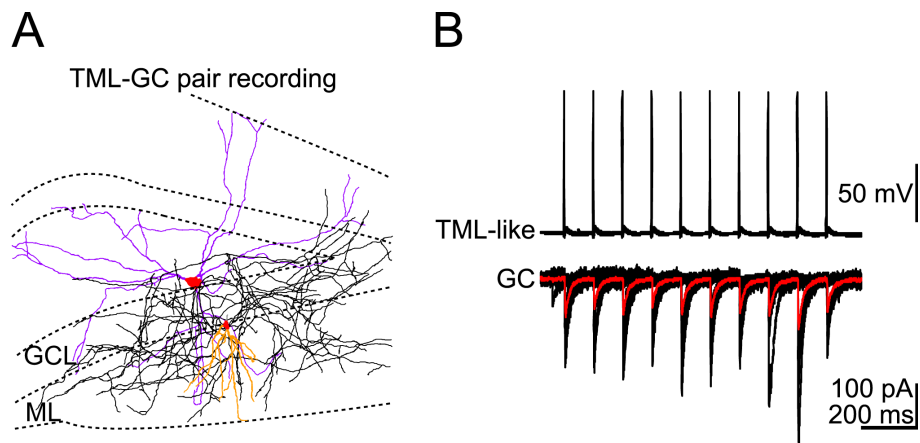 A
TML-GC pair recording
GCL
ML
B
50 mV
TML-like
GC
100 pA
200 ms